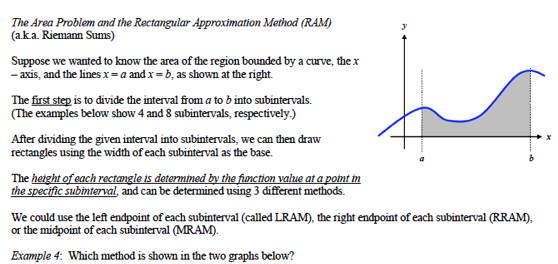 The Area Problem and the Rectangular Approximation Method (RAM)
(a.k.a. Riemann Sums)
Suppose we wanted to know the area of the region bounded by a curve, the x
– axis, and the lines x = a and x = b, as shown at the right.
The first step is to divide the interval from a to b into subintervals.
(The examples below show 4 and 8 subintervals, respectively.)
After dividing the given interval into subintervals, we can then draw
rectangles using the width of each subinterval as the base.
The height of each rectangle is determined by the function value at a point in
the specific subinterval, and can be determined using 3 different methods.
We could use the left endpoint of each subinterval (called LRAM), the right endpoint of each subinterval (RRAM),
or the midpoint of each subinterval (MRAM).
Example 4: Which method is shown in the two graphs below?
y
x
a
b